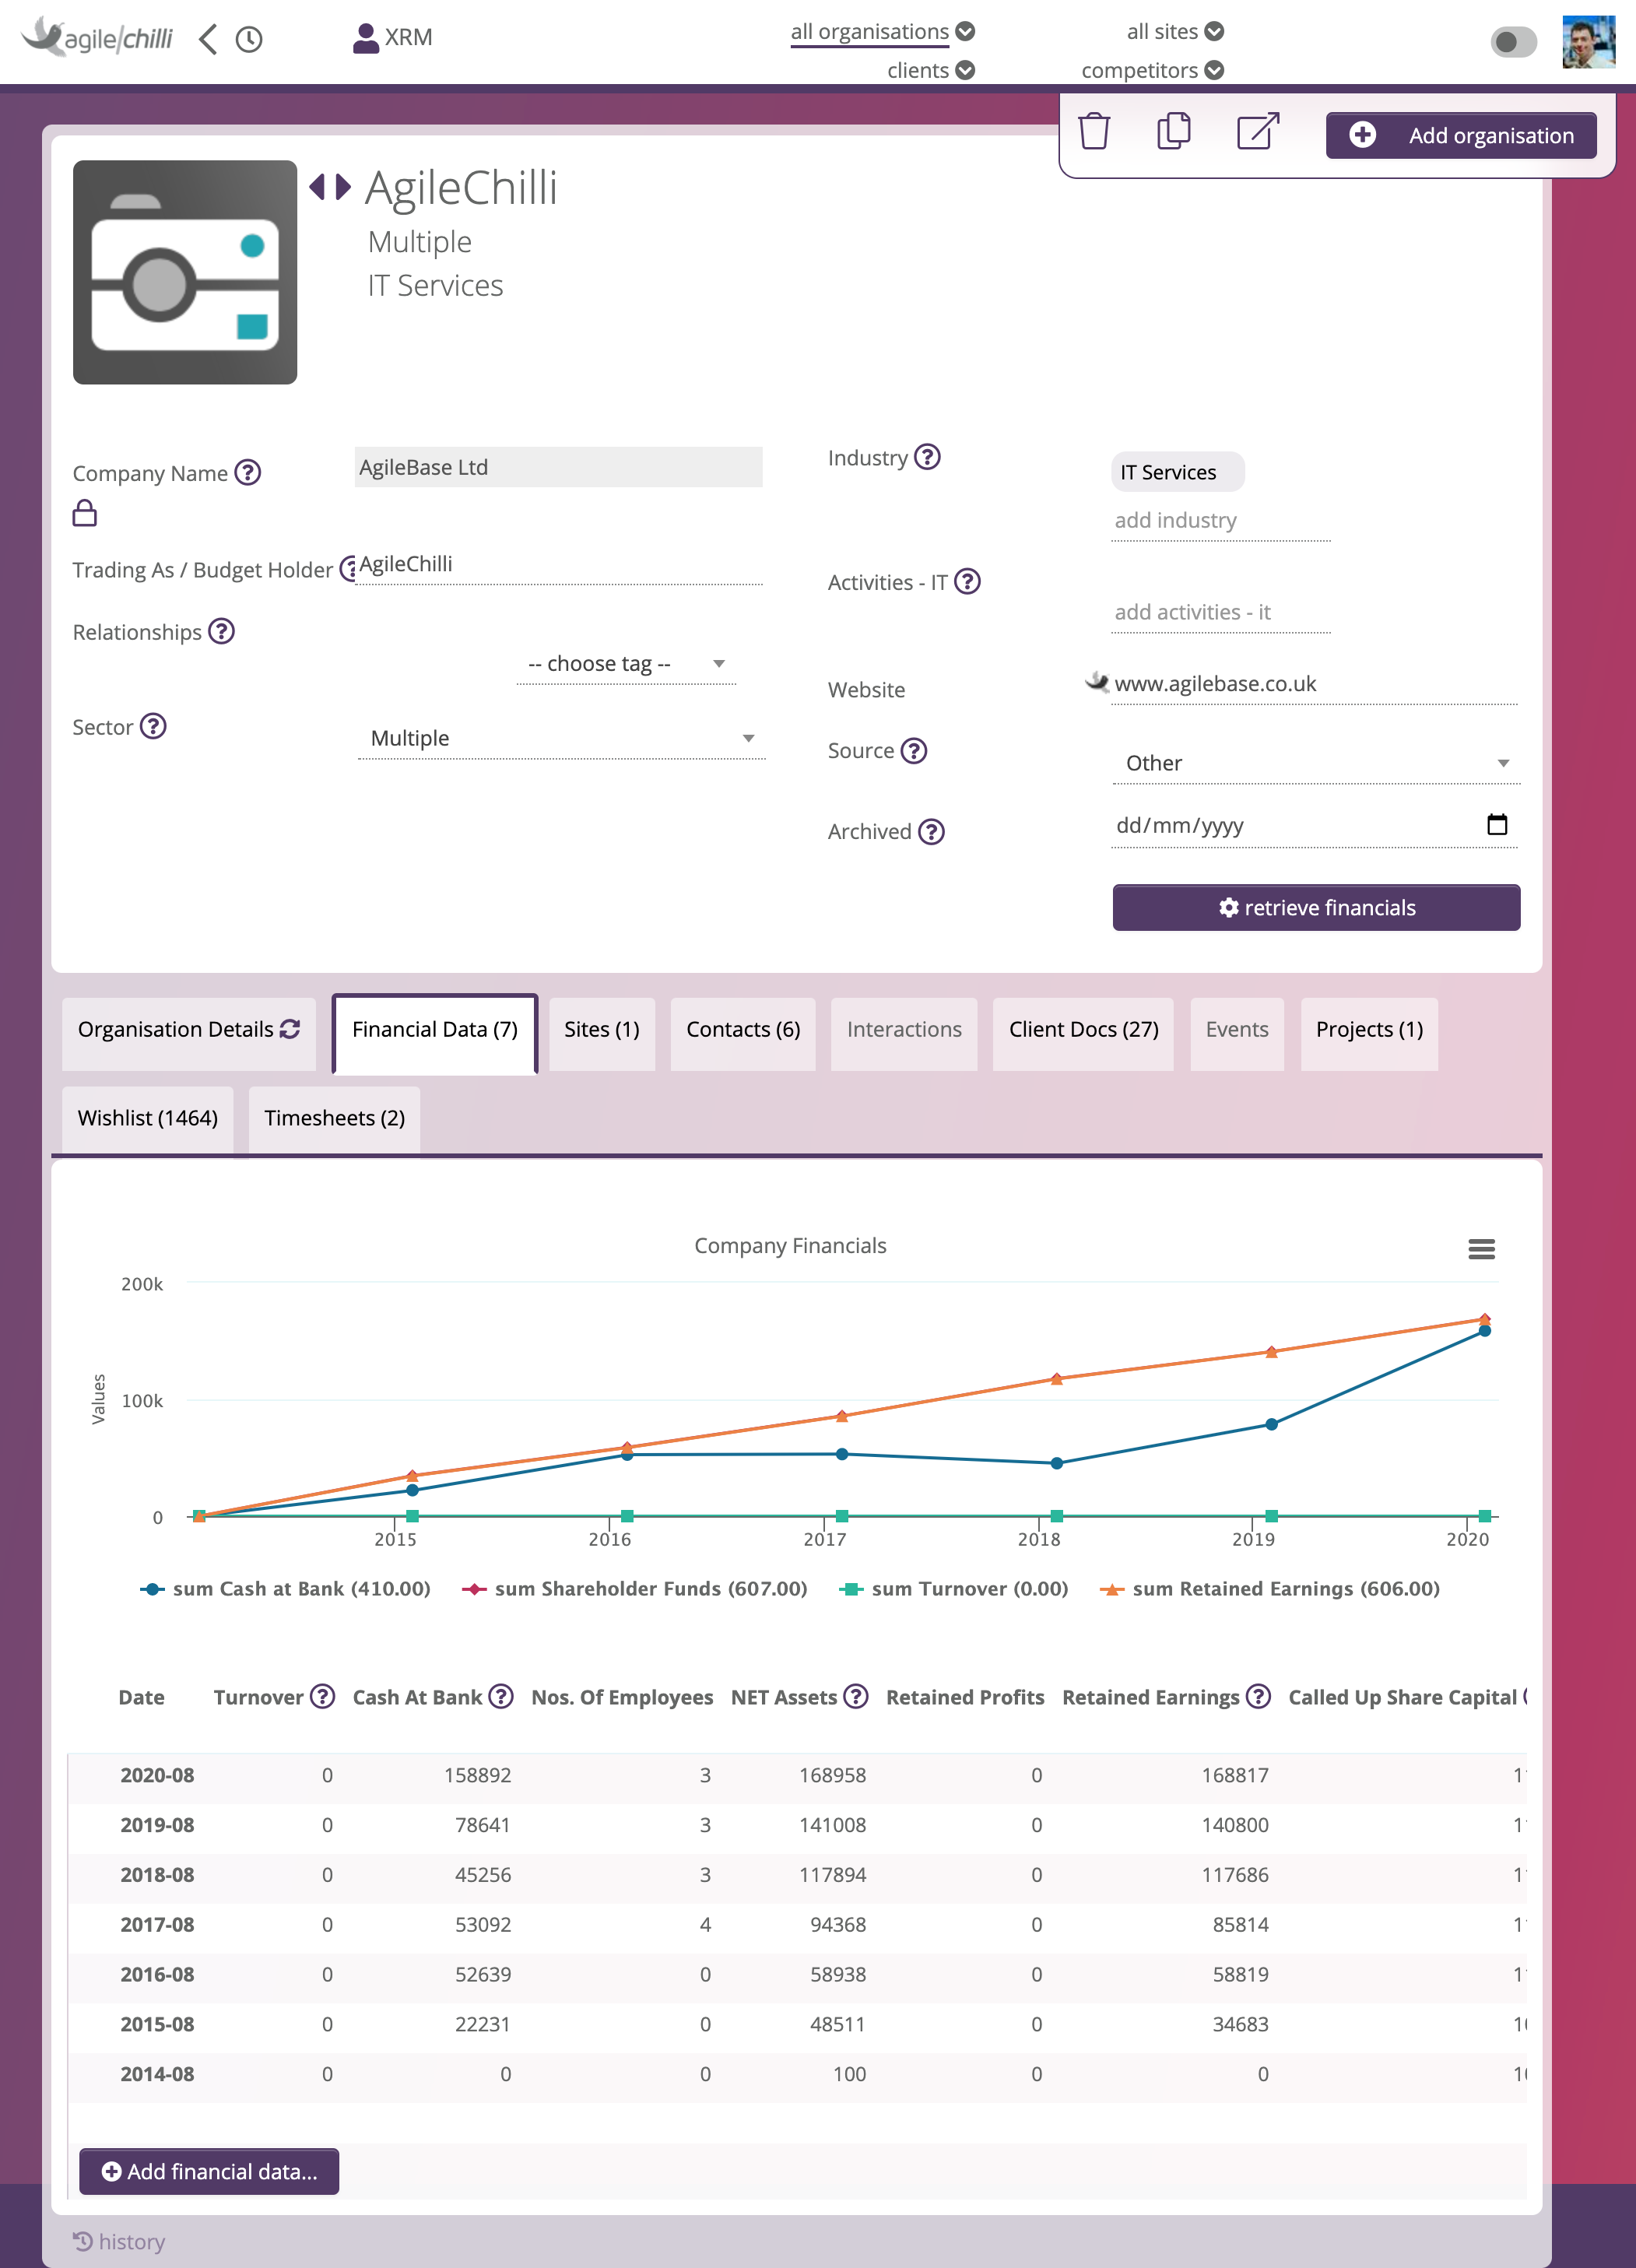 agile/chilli
XRM
all organisations
all sites
clients
competitors
Add organisation
AgileChilli
Multiple
IT Services
Company Name ?
AgileBase Ltd
Industry ?
IT Services
add industry
Trading As / Budget Holder ?
AgileChilli
Activities - IT ?
add activities - it
Relationships ?
-- choose tag --
Website
www.agilebase.co.uk
Sector ?
Multiple
Source ?
Other
Archived ?
dd/mm/yyyy
retrieve financials
Organisation Details
Financial Data (7)
Sites (1)
Contacts (6)
Interactions
Client Docs (27)
Events
Projects (1)
Wishlist (1464)
Timesheets (2)
Company Financials
200k
100k
0
Values
2015 2016 2017 2018 2019 2020
sum Cash at Bank (410.00) sum Shareholder Funds (607.00) sum Turnover (0.00) sum Retained Earnings (606.00)
Date Turnover ? Cash At Bank ? Nos. Of Employees NET Assets ? Retained Profits Retained Earnings ? Called Up Share Capital
2020-08 0 158892 3 168958 0 168817
2019-08 0 78641 3 141008 0 140800
2018-08 0 45256 3 117894 0 117686
2017-08 0 53092 4 94368 0 85814
2016-08 0 52639 0 58938 0 58819
2015-08 0 22231 0 48511 0 34683
2014-08 0 0 0 100 0 0
Add financial data...
history